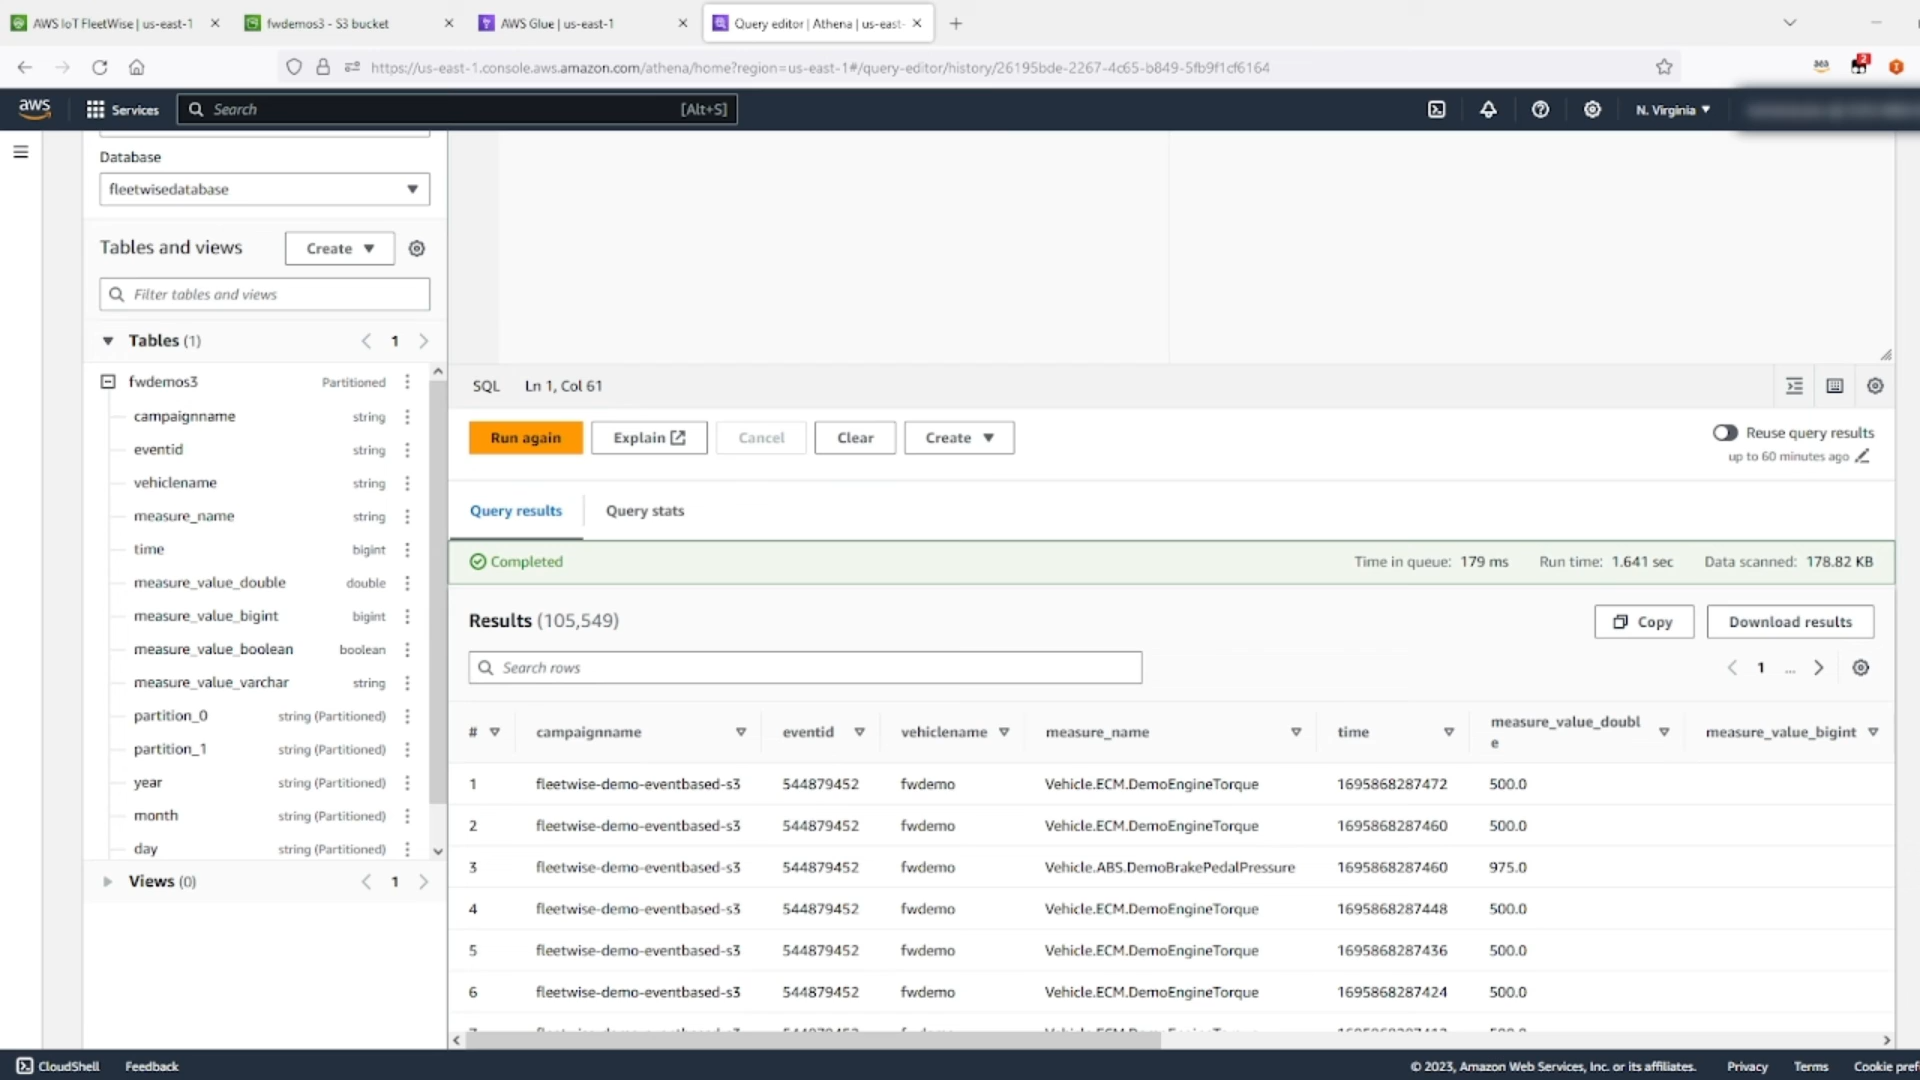 AWS IoT FleetWise | us-east-1
fwdemos3 - S3 bucket
AWS Glue | us-east-1
Query editor | Athena | us-east-
https://us-east-1.console.aws.amazon.com/athena/home?region=us-east-1#/query-editor/history/26195bde-2267-4c65-b849-5fb9f1cf6164
2
aws
Services
Search
[Alt+S]
N. Virginia
Database
fleetwisedatabase
Tables and views
Create
Filter tables and views
Tables (1)
1
fwdemos3 Partitioned
campaignname string
eventid string
vehiclename string
measure_name string
time bigint
measure_value_double double
measure_value_bigint bigint
measure_value_boolean boolean
measure_value_varchar string
partition_0 string (Partitioned)
partition_1 string (Partitioned)
year string (Partitioned)
month string (Partitioned)
day string (Partitioned)
Views (0)
1
SQL Ln 1, Col 61
Run again
Explain
Cancel
Clear
Create
Reuse query results
up to 60 minutes ago
Query results
Query stats
Completed
Time in queue: 179 ms Run time: 1.641 sec Data scanned: 178.82 KB
Results (105,549)
Copy
Download results
Search rows
1 ...
# campaignname eventid vehiclename measure_name time measure_value_doubl
e measure_value_bigint
1 fleetwise-demo-eventbased-s3 544879452 fwdemo Vehicle.ECM.DemoEngineTorque 1695868287472 500.0
2 fleetwise-demo-eventbased-s3 544879452 fwdemo Vehicle.ECM.DemoEngineTorque 1695868287460 500.0
3 fleetwise-demo-eventbased-s3 544879452 fwdemo Vehicle.ABS.DemoBrakePedalPressure 1695868287460 975.0
4 fleetwise-demo-eventbased-s3 544879452 fwdemo Vehicle.ECM.DemoEngineTorque 1695868287448 500.0
5 fleetwise-demo-eventbased-s3 544879452 fwdemo Vehicle.ECM.DemoEngineTorque 1695868287436 500.0
6 fleetwise-demo-eventbased-s3 544879452 fwdemo Vehicle.ECM.DemoEngineTorque 1695868287424 500.0
CloudShell
Feedback
© 2023, Amazon Web Services, Inc. or its affiliates.
Privacy
Terms
Cookie pref